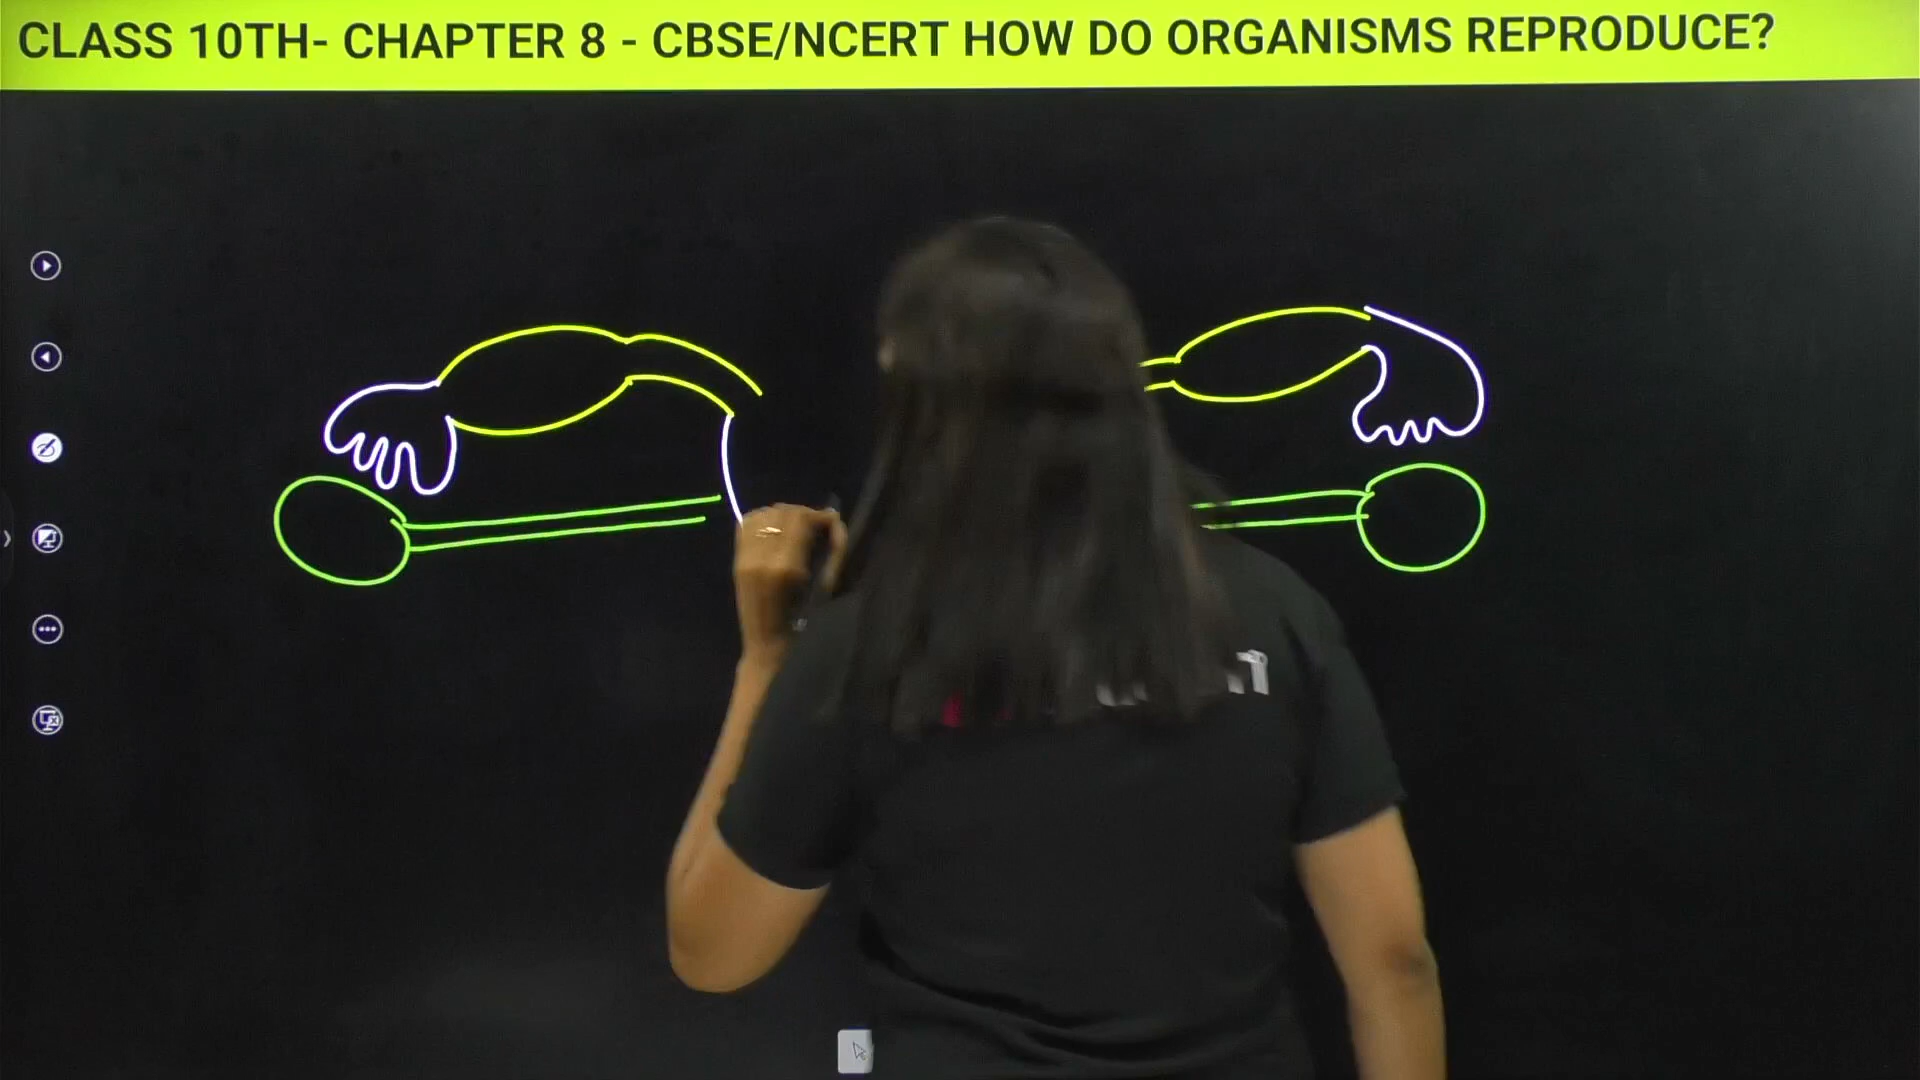 CLASS 10TH- CHAPTER 8 - CBSE/NCERT HOW DO ORGANISMS REPRODUCE?